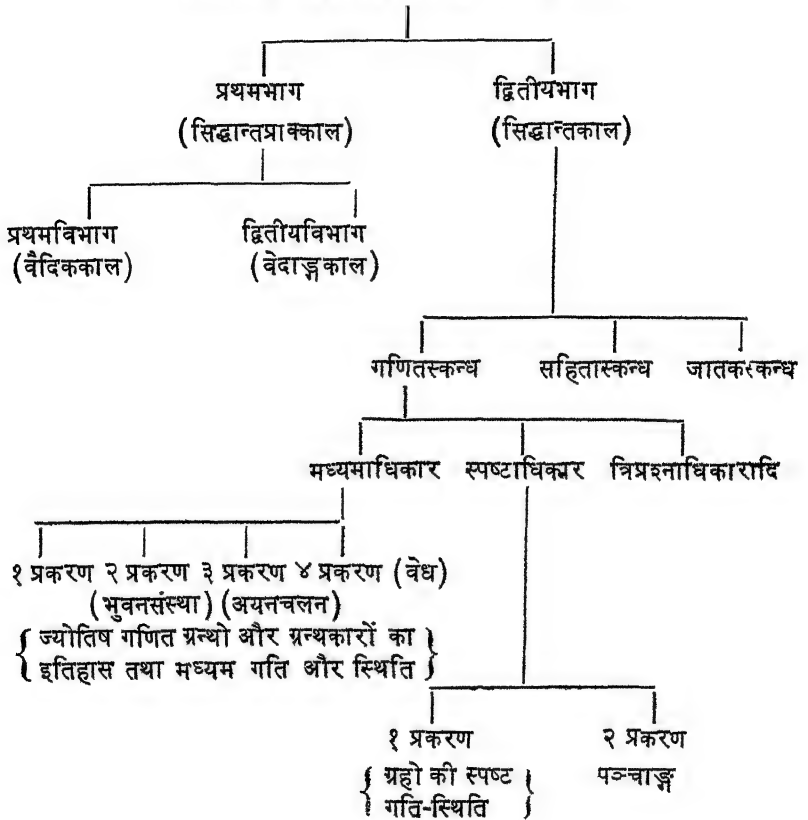 प्रथमभाग द्वितीयभाग
(सिद्धान्तप्राक्काल) (सिद्धान्तकाल)
प्रथमविभाग द्वितीयविभाग
(वैदिककाल) (वेदाङ्गकाल)
गणितस्कन्ध सहितास्कन्ध जातकस्कन्ध
मध्यमाधिकार स्पष्टाधिकार त्रिप्रश्नाधिकारादि
१ प्रकरण २ प्रकरण ३ प्रकरण ४ प्रकरण (वेध)
(भुवनसंस्था) (अयनचलन)
{ ज्योतिष गणित ग्रन्थो और ग्रन्थकारों का }
{ इतिहास तथा मध्यम गति और स्थिति }
१ प्रकरण २ प्रकरण
{ ग्रहो की स्पष्ट } पञ्चाङ्ग
{ गति-स्थिति }